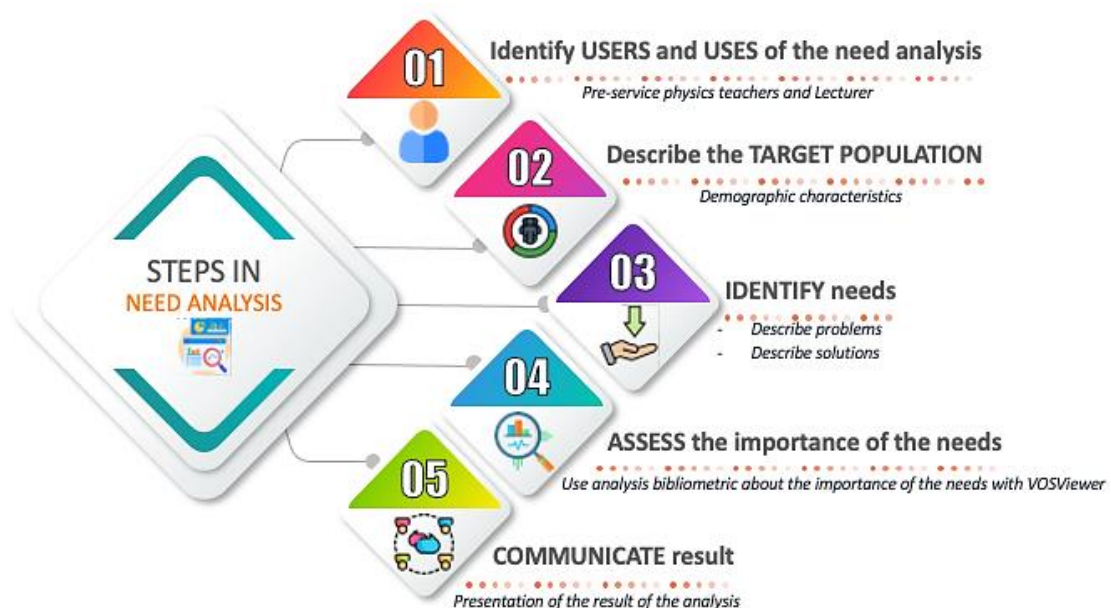 01
Identify USERS and USES of the need analysis
Pre-service physics teachers and Lecturer
02
Describe the TARGET POPULATION
Demographic characteristics
STEPS IN
NEED ANALYSIS
03
IDENTIFY needs
- Describe problems
- Describe solutions
04
ASSESS the importance of the needs
Use analysis bibliometric about the importance of the needs with VOSViewer
05
COMMUNICATE result
Presentation of the result of the analysis